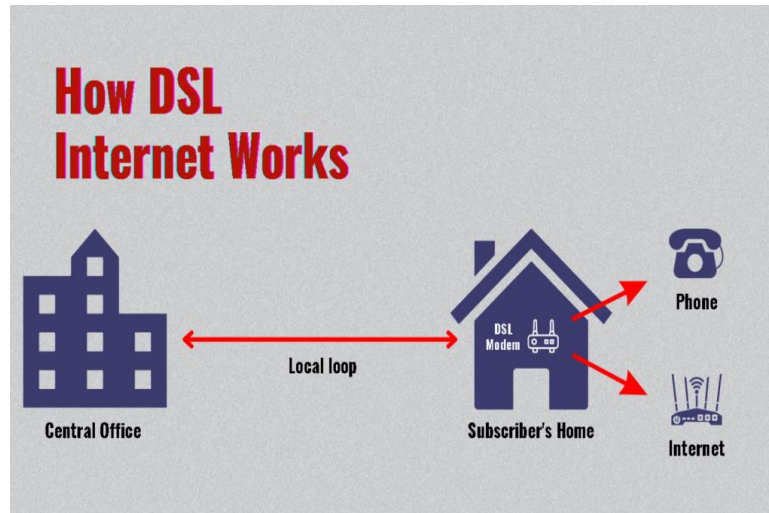 How DSL
Internet Works
DSL
Modem
Phone
Local loop
Central Office
Subscriber's Home
Internet